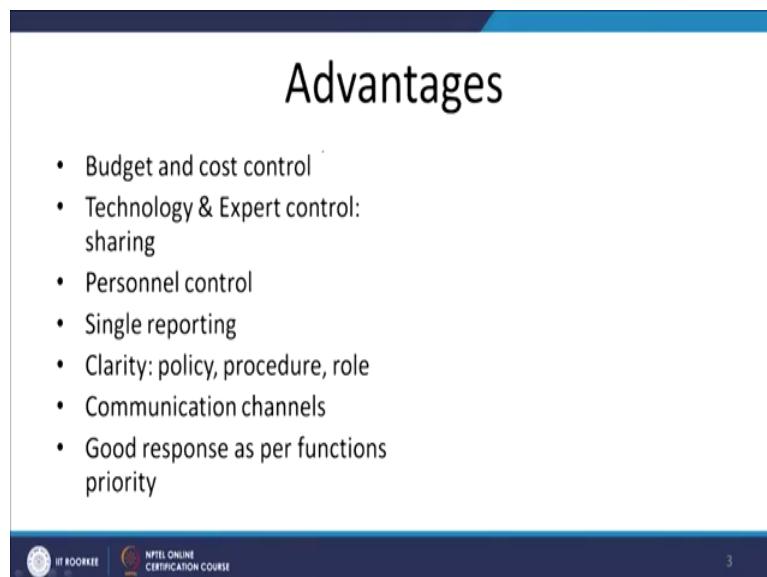 Advantages
• Budget and cost control
• Technology & Expert control:
sharing
• Personnel control
• Single reporting
• Clarity: policy, procedure, role
• Communication channels
• Good response as per functions
priority
IIT ROORKEE
NPTEL ONLINE
CERTIFICATION COURSE
3